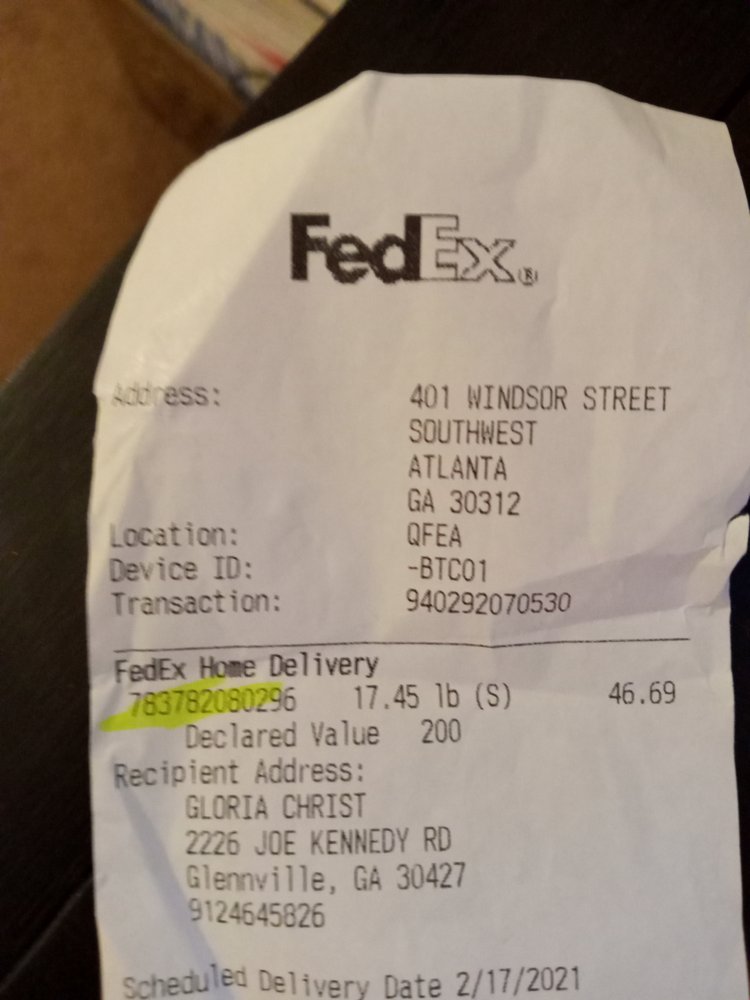 FedEx®
Address: 401 WINDSOR STREET
SOUTHWEST
ATLANTA
GA 30312
Location: QFEA
Device ID: -BTC01
Transaction: 940292070530
FedEx Home Delivery
783782080296 17.45 lb (S) 46.69
Declared Value 200
Recipient Address:
GLORIA CHRIST
2226 JOE KENNEDY RD
Glennville, GA 30427
9124645826
Scheduled Delivery Date 2/17/2021